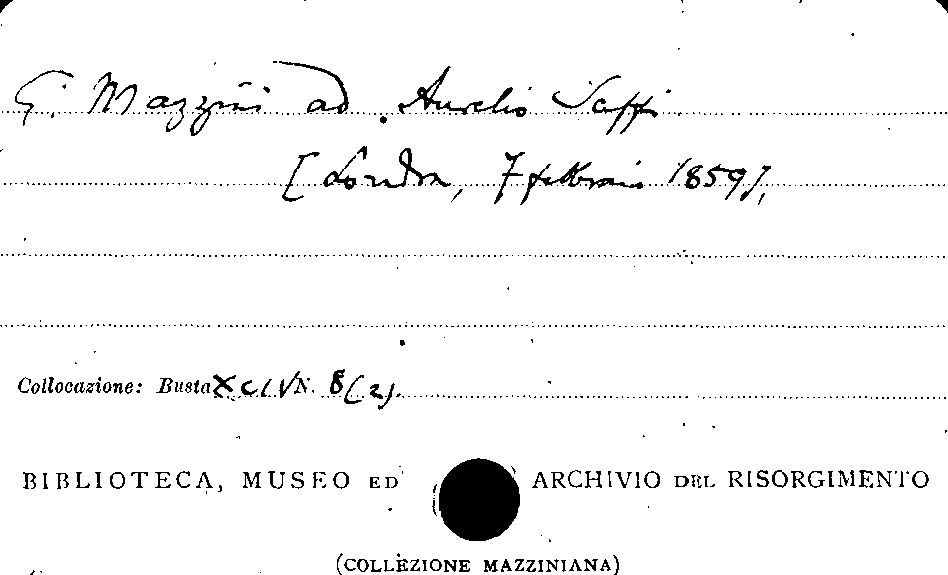 G. Mazzini ad Aurelio Saffi
[Londra, 7 febbraio 1859],
Collocazione: Busta XCIV N. 8(2).
BIBLIOTECA, MUSEO ED ARCHIVIO DEL RISORGIMENTO
(COLLEZIONE MAZZINIANA)